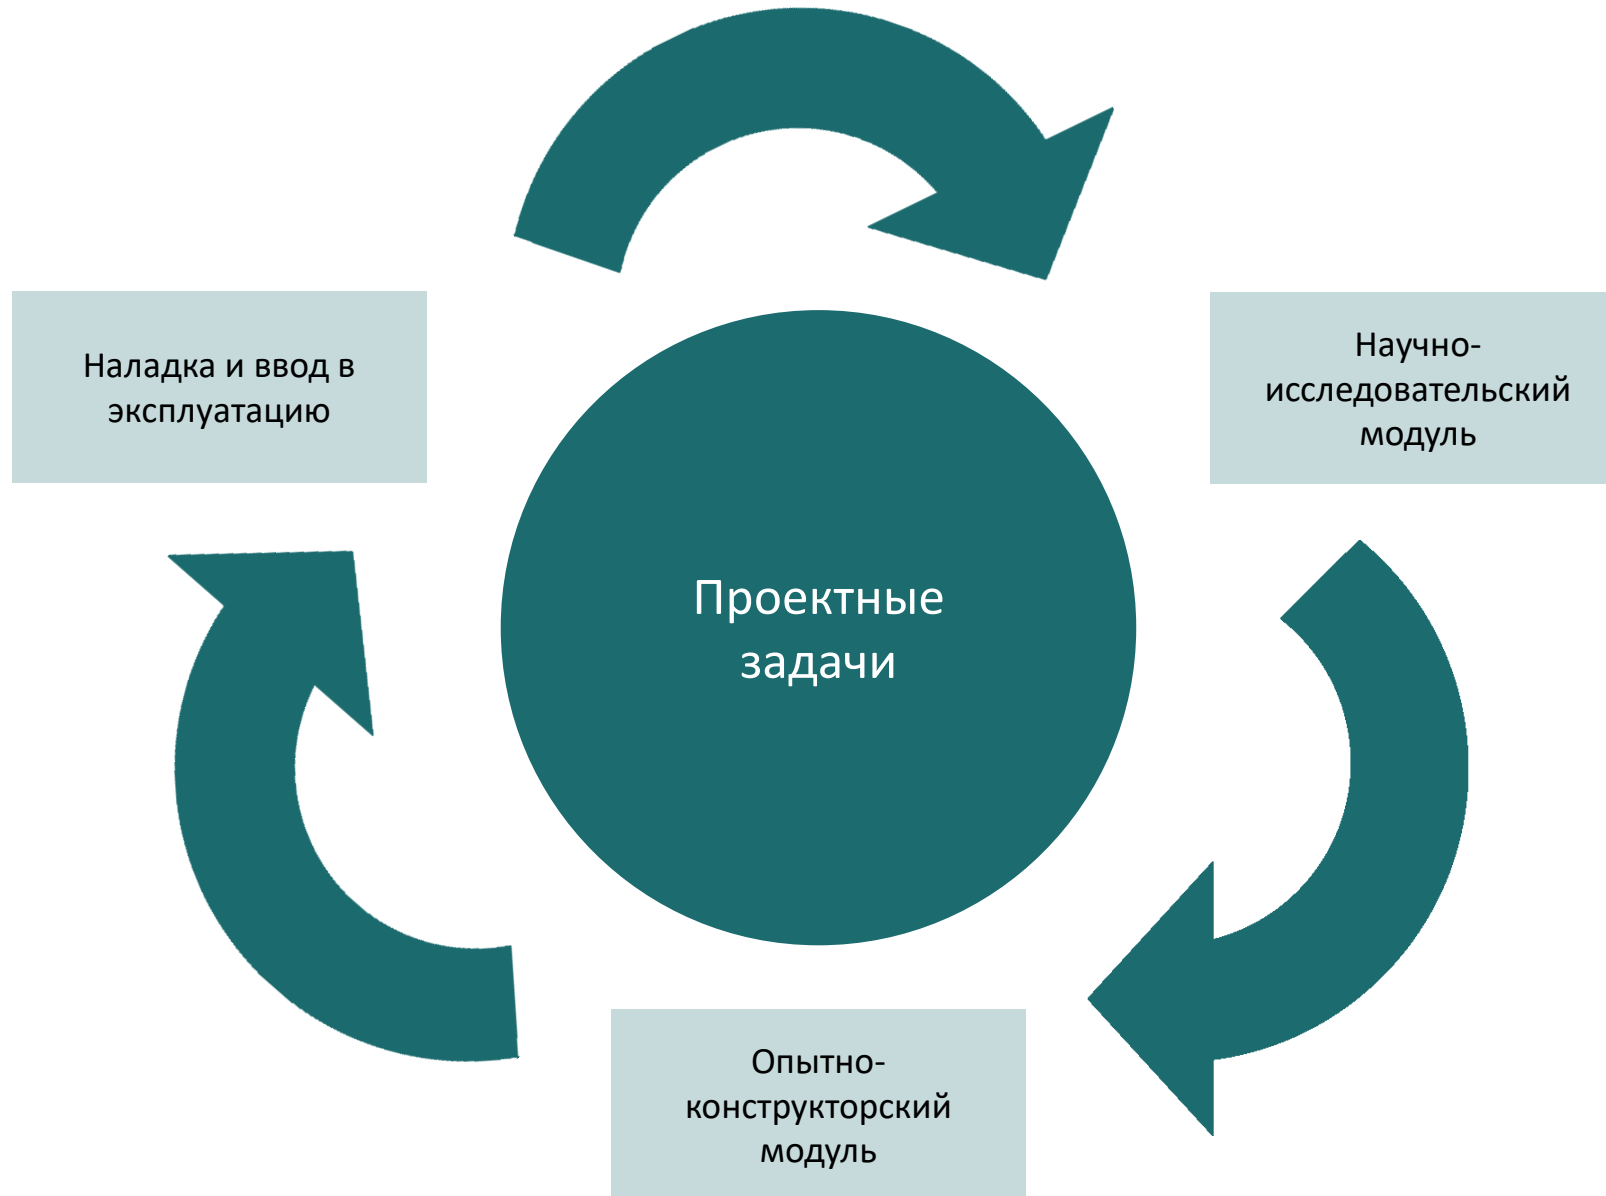 Наладка и ввод в
эксплуатацию
Научно-
исследовательский
модуль
Проектные
задачи
Опытно-
конструкторский
модуль